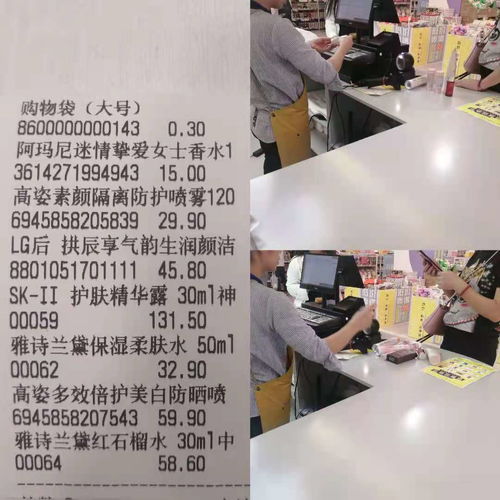 购物袋（大号）
8600000000143 0.30
阿玛尼迷情挚爱女士香水1
3614271994943 15.00
高姿素颜隔离防护喷雾120
6945858205839 29.90
LG后 拱辰享气韵生润颜洁
8801051701111 45.80
SK-II 护肤精华露 30ml神
00059 131.50
雅诗兰黛保湿柔肤水 50ml
00062 32.90
高姿多效倍护美白防晒喷
6945858207543 59.90
雅诗兰黛红石榴水 30ml中
00064 58.60